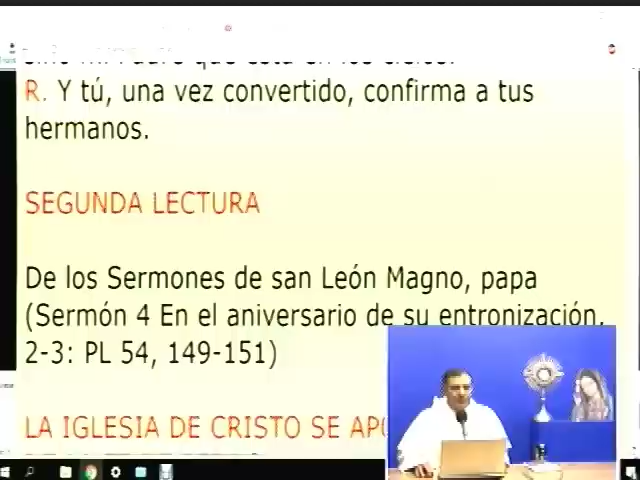 R. Y tú, una vez convertido, confirma a tus
hermanos.
SEGUNDA LECTURA
De los Sermones de san León Magno, papa
(Sermón 4 En el aniversario de su entronización,
2-3: PL 54, 149-151)
LA IGLESIA DE CRISTO SE